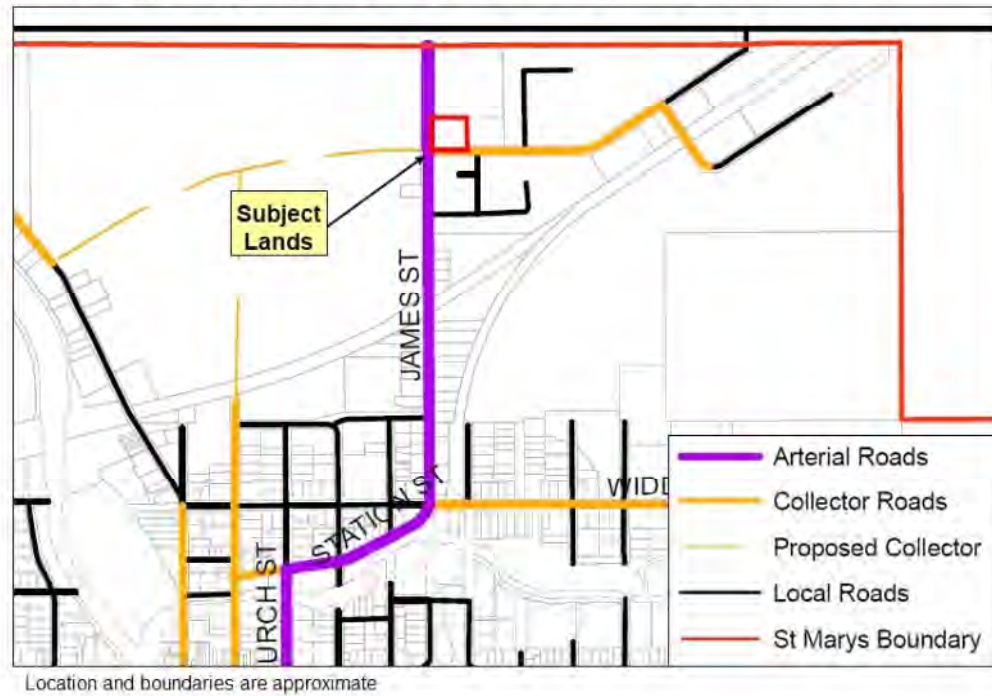 Subject
Lands
JAMES ST
STATION ST
WIDD
URCH ST
Arterial Roads
Collector Roads
Proposed Collector
Local Roads
St Marys Boundary
Location and boundaries are approximate